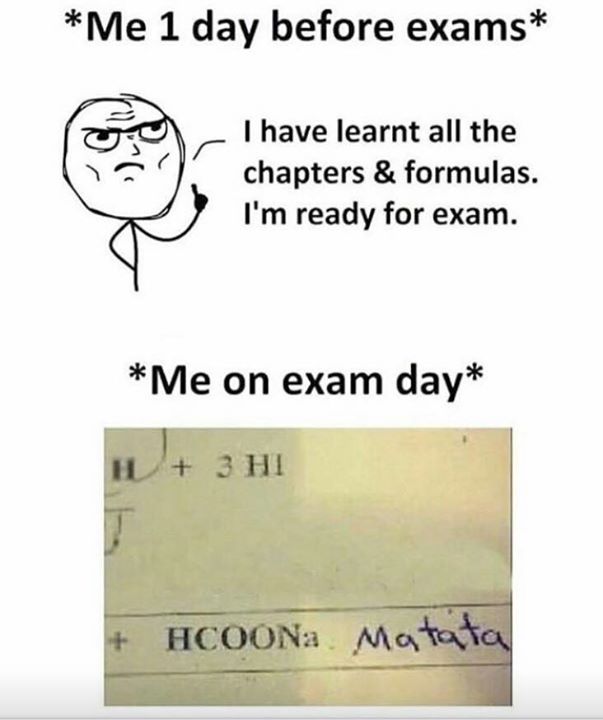 *Me 1 day before exams*
I have learnt all the
chapters & formulas.
I'm ready for exam.
*Me on exam day*
H + 3 HI
J
+ HCOONa Matata